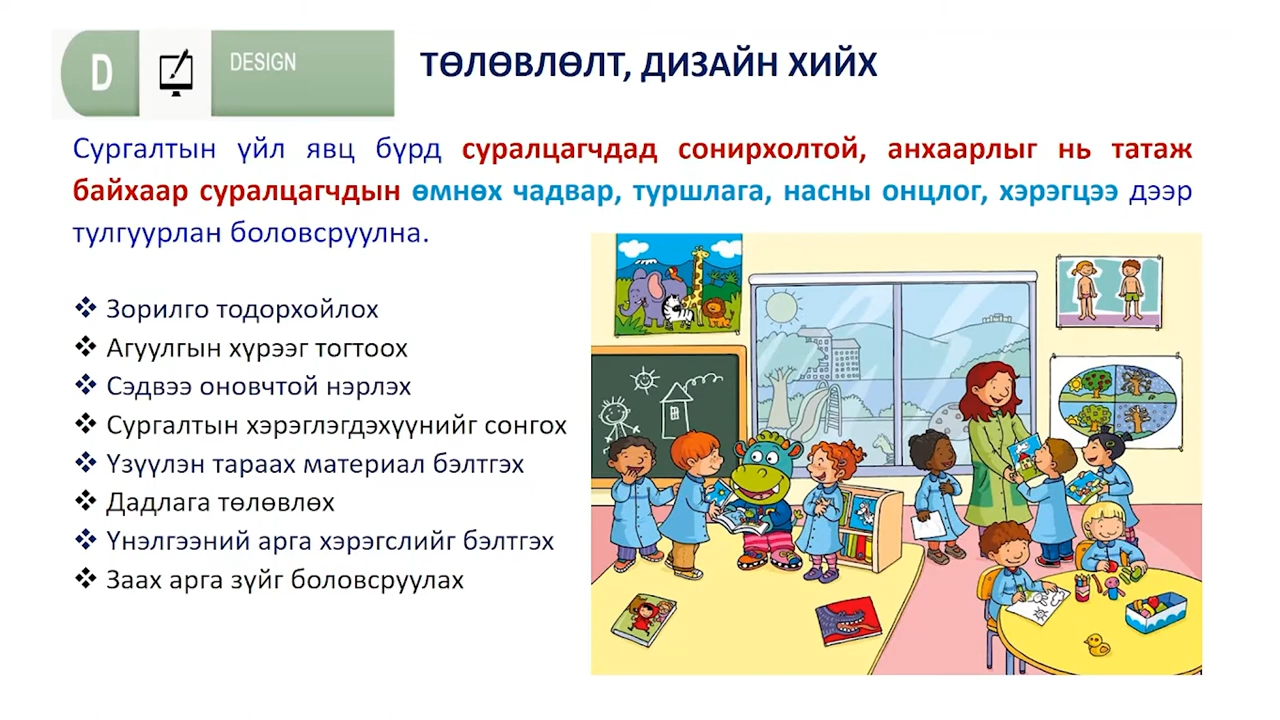 D
DESIGN
ТӨЛӨВЛӨЛТ, ДИЗАЙН ХИЙХ
Сургалтын үйл явц бүрд суралцагчдад сонирхолтой, анхаарлыг нь татаж
байхаар суралцагчдын өмнөх чадвар, туршлага, насны онцлог, хэрэгцээ дээр
тулгуурлан боловсруулна.
❖ Зорилго тодорхойлох
❖ Агуулгын хүрээг тогтоох
❖ Сэдвээ оновчтой нэрлэх
❖ Сургалтын хэрэглэгдэхүүнийг сонгох
❖ Үзүүлэн тараах материал бэлтгэх
❖ Дадлага төлөвлөх
❖ Үнэлгээний арга хэрэгслийг бэлтгэх
❖ Заах арга зүйг боловсруулах